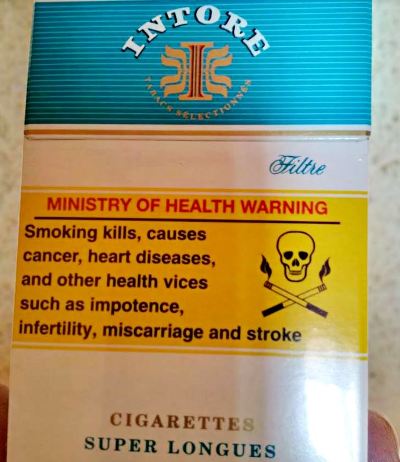 INTORE
TABACS SÉLECTIONNÉS
Filtre
MINISTRY OF HEALTH WARNING
Smoking kills, causes
cancer, heart diseases,
and other health vices
such as impotence,
infertility, miscarriage and stroke
CIGARETTES
SUPER LONGUES